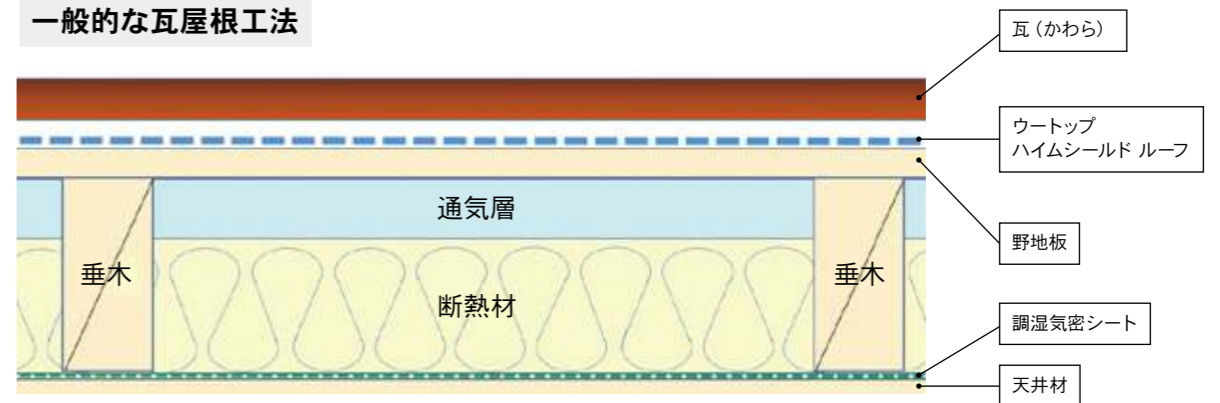 一般的な瓦屋根工法
瓦（かわら）
ウートップ
ハイムシールド ルーフ
通気層
野地板
垂木
断熱材
垂木
調湿気密シート
天井材